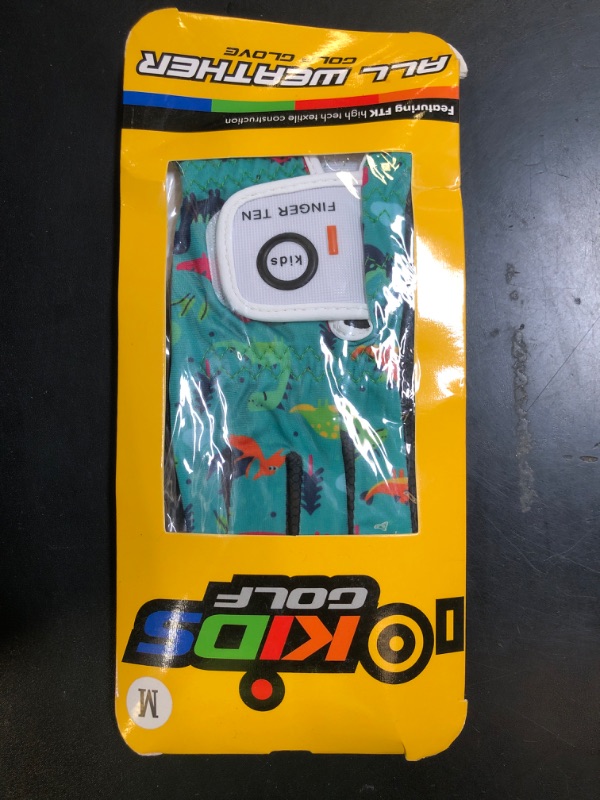 M
KIDS
GOLF
kids
FINGER TEN
Featuring FTK high tech textile construction
ALL WEATHER
GOLF GLOVE